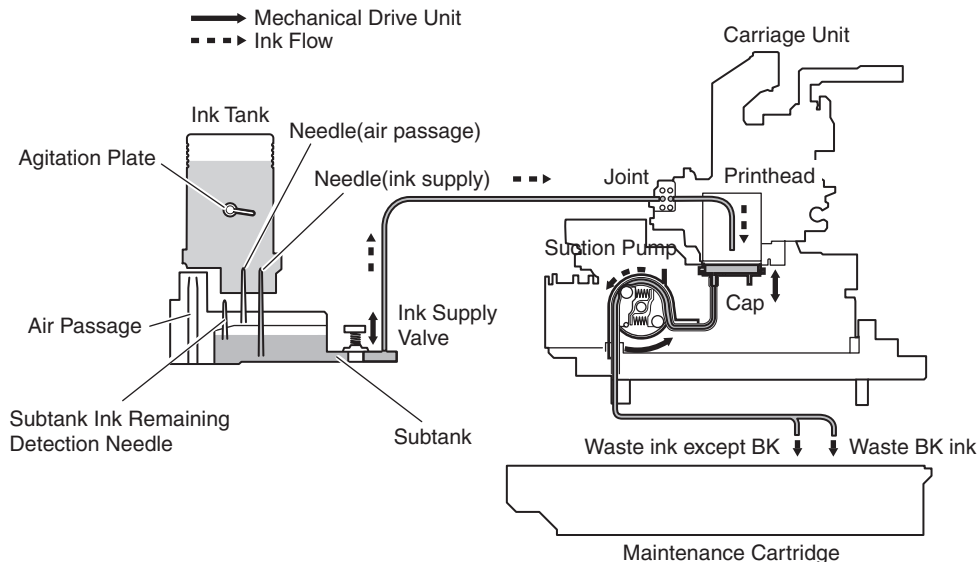 Mechanical Drive Unit
Ink Flow
Carriage Unit
Ink Tank
Needle(air passage)
Agitation Plate
Needle(ink supply)
Joint
Printhead
Suction Pump
Cap
Air Passage
Ink Supply
Valve
Subtank Ink Remaining
Detection Needle
Subtank
Waste ink except BK
Waste BK ink
Maintenance Cartridge